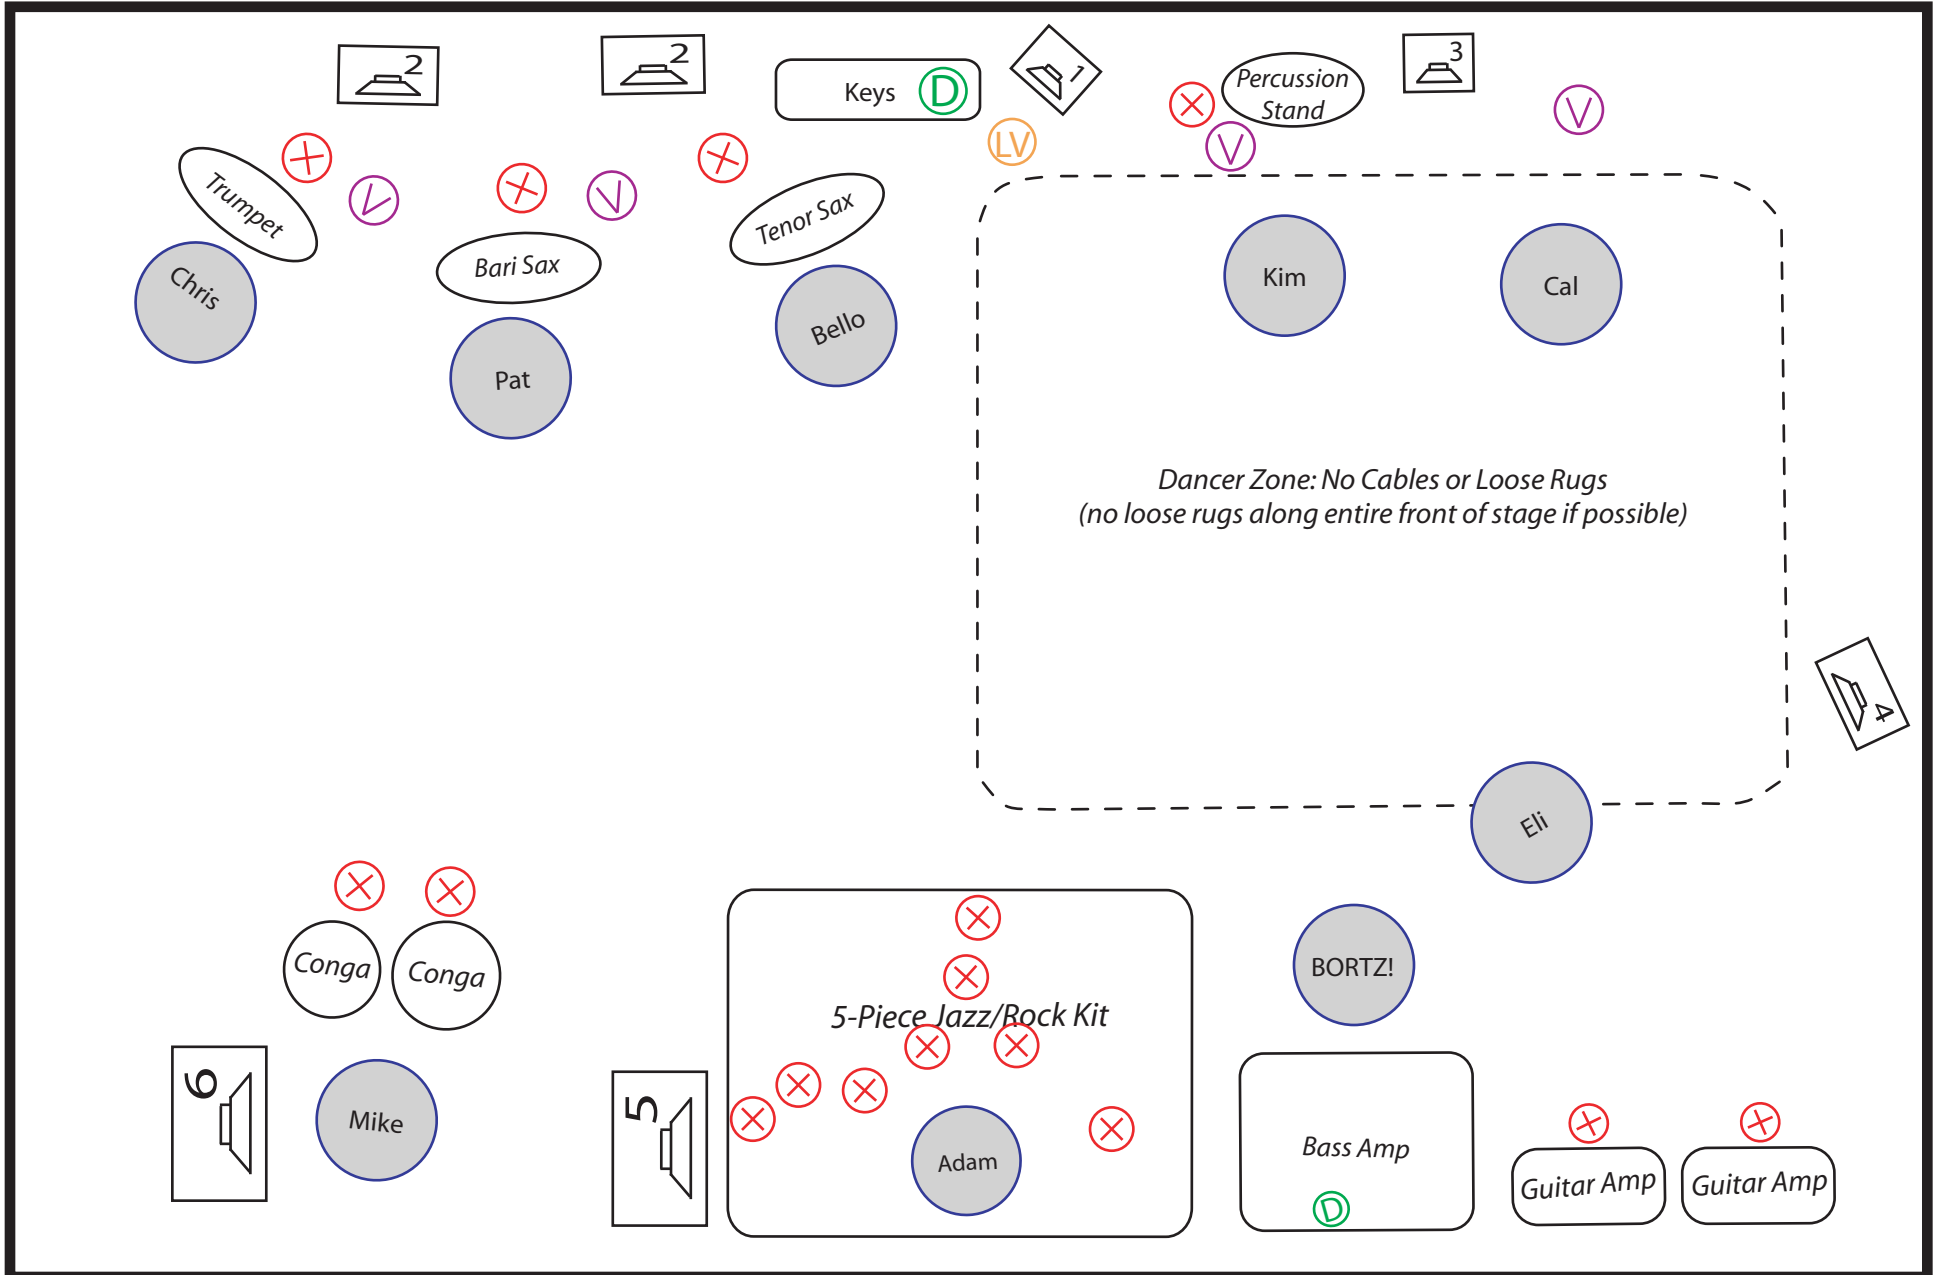 2
2
Keys
D
1
Percussion
Stand
3
V
LV
V
Trumpet
V
V
Tenor Sax
Bari Sax
Chris
Bello
Pat
Kim
Cal
Dancer Zone: No Cables or Loose Rugs
(no loose rugs along entire front of stage if possible)
4
Eli
Conga
Conga
BORTZ!
5-Piece Jazz/Rock Kit
6
Mike
5
Adam
Bass Amp
D
Guitar Amp
Guitar Amp